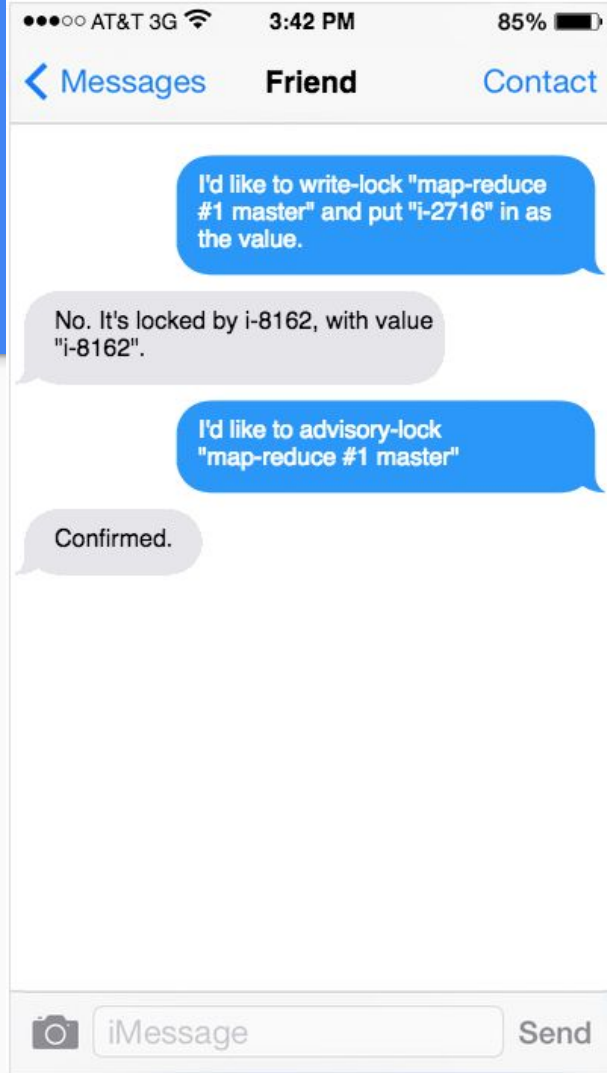 AT&T 3G 3:42 PM 85%
Messages Friend Contact
I'd like to write-lock "map-reduce
#1 master" and put "i-2716" in as
the value.
No. It's locked by i-8162, with value
"i-8162".
I'd like to advisory-lock
"map-reduce #1 master"
Confirmed.
iMessage Send